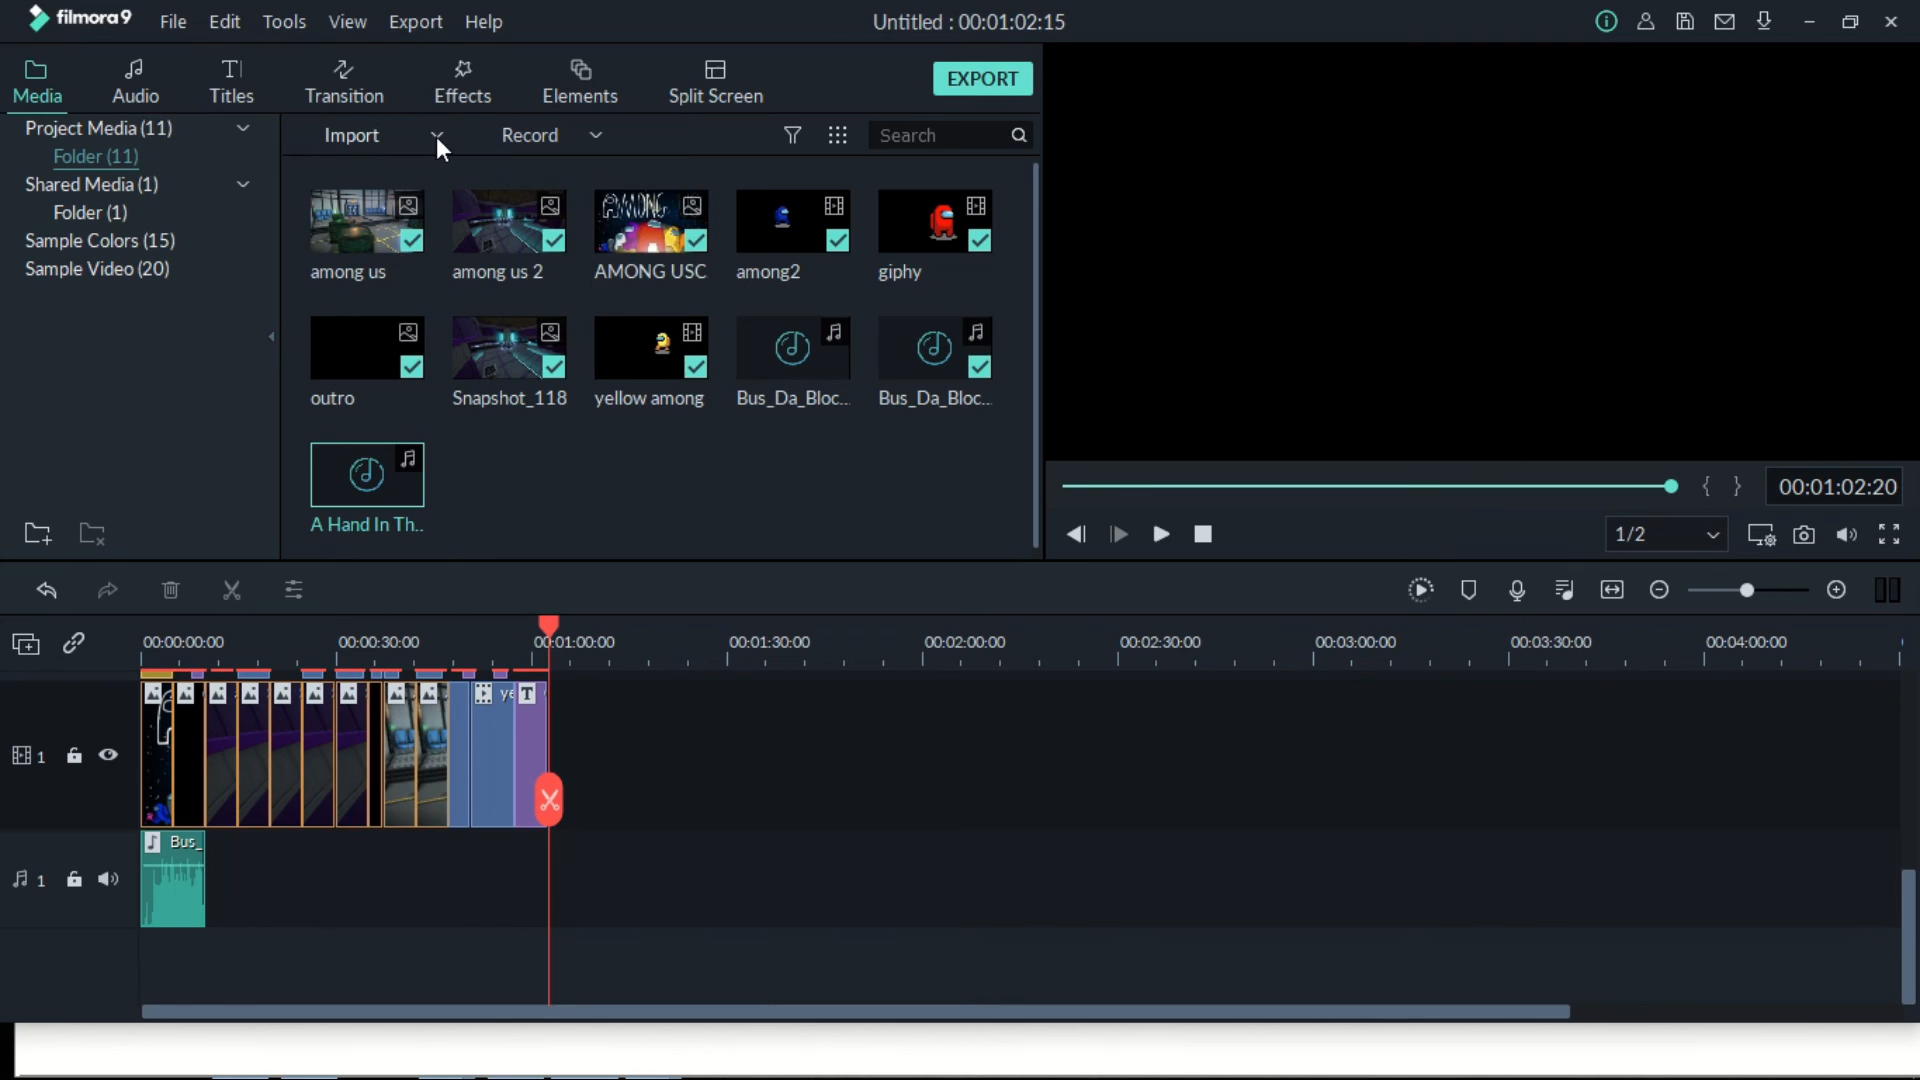 filmora9 File Edit Tools View Export Help Untitled : 00:01:02:15
Media Audio Titles Transition Effects Elements Split Screen EXPORT
Project Media (11)
Folder (11)
Shared Media (1)
Folder (1)
Sample Colors (15)
Sample Video (20)
Import Record Search
among us among us 2 AMONG USC among2 giphy
outro Snapshot_118 yellow among Bus_Da_Bloc... Bus_Da_Bloc...
A Hand In Th..
00:01:02:20
1/2
00:00:00:00 00:00:30:00 00:01:00:00 00:01:30:00 00:02:00:00 00:02:30:00 00:03:00:00 00:03:30:00 00:04:00:00
ye
1
Bus_
1